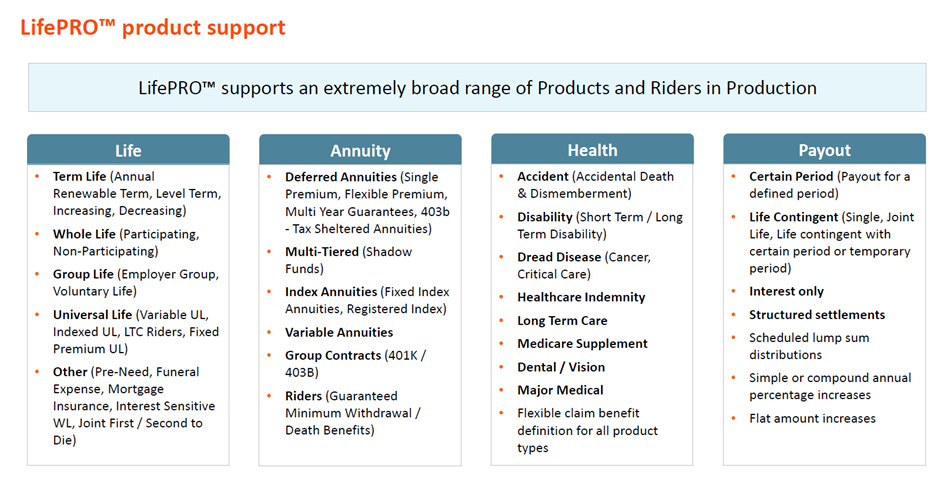 LifePRO™ product support
LifePRO™ supports an extremely broad range of Products and Riders in Production
Life
• Term Life (Annual
Renewable Term, Level Term,
Increasing, Decreasing)
• Whole Life (Participating,
Non-Participating)
• Group Life (Employer Group,
Voluntary Life)
• Universal Life (Variable UL,
Indexed UL, LTC Riders, Fixed
Premium UL)
• Other (Pre-Need, Funeral
Expense, Mortgage
Insurance, Interest Sensitive
WL, Joint First / Second to
Die)
Annuity
• Deferred Annuities (Single
Premium, Flexible Premium,
Multi Year Guarantees, 403b
- Tax Sheltered Annuities)
• Multi-Tiered (Shadow
Funds)
• Index Annuities (Fixed Index
Annuities, Registered Index)
• Variable Annuities
• Group Contracts (401K /
403B)
• Riders (Guaranteed
Minimum Withdrawal /
Death Benefits)
Health
• Accident (Accidental Death
& Dismemberment)
• Disability (Short Term / Long
Term Disability)
• Dread Disease (Cancer,
Critical Care)
• Healthcare Indemnity
• Long Term Care
• Medicare Supplement
• Dental / Vision
• Major Medical
• Flexible claim benefit
definition for all product
types
Payout
• Certain Period (Payout for a
defined period)
• Life Contingent (Single, Joint
Life, Life contingent with
certain period or temporary
period)
• Interest only
• Structured settlements
• Scheduled lump sum
distributions
• Simple or compound annual
percentage increases
• Flat amount increases